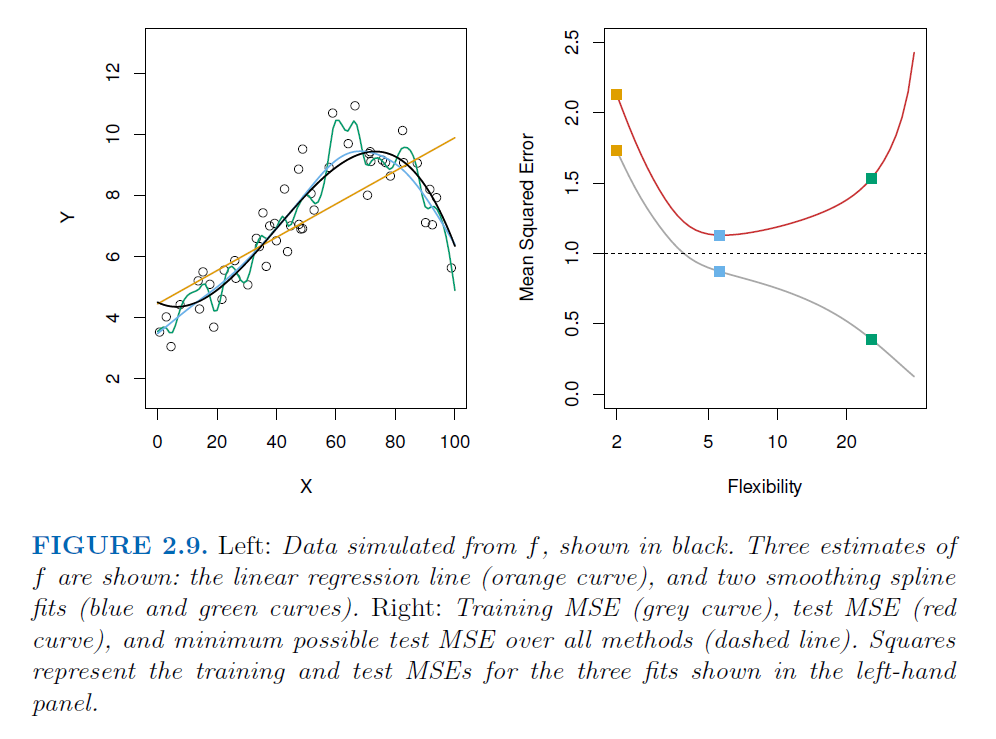 12
10
8
6
4
2
Y
0 20 40 60 80 100
X
2.5
2.0
1.5
1.0
0.5
0.0
Mean Squared Error
2 5 10 20
Flexibility
FIGURE 2.9. Left: Data simulated from f, shown in black. Three estimates of
f are shown: the linear regression line (orange curve), and two smoothing spline
fits (blue and green curves). Right: Training MSE (grey curve), test MSE (red
curve), and minimum possible test MSE over all methods (dashed line). Squares
represent the training and test MSEs for the three fits shown in the left-hand
panel.